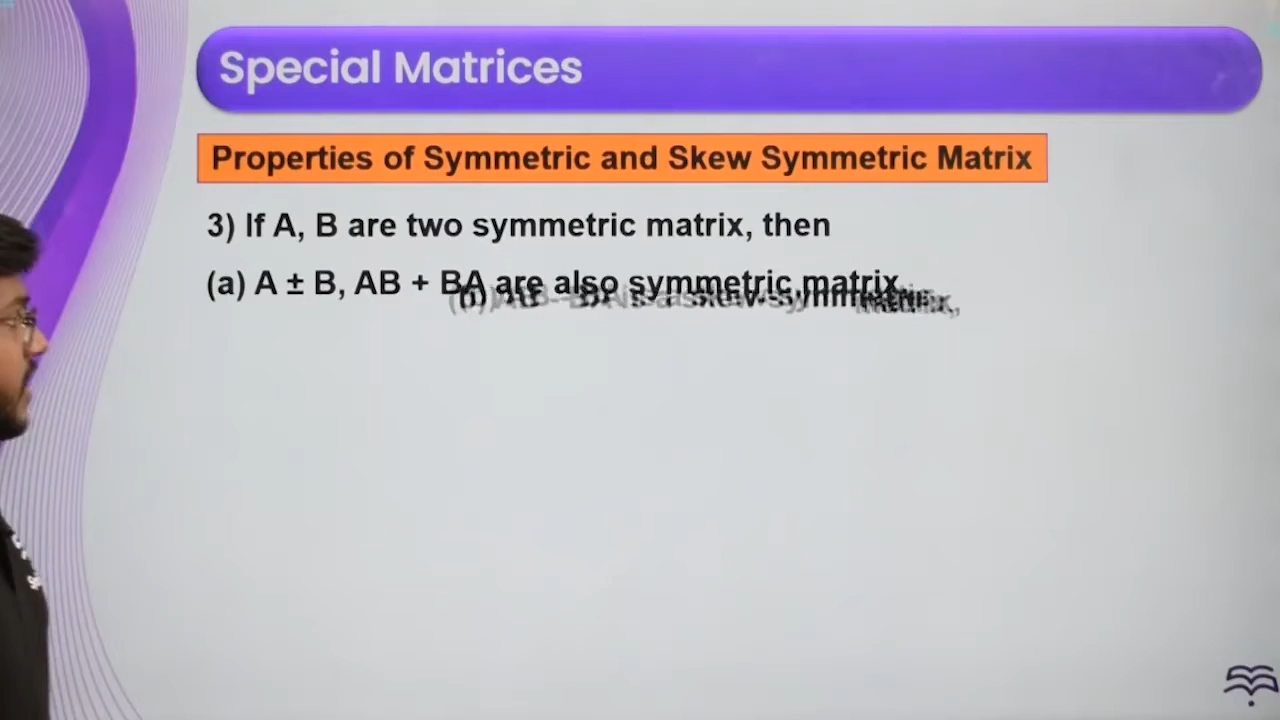 Special Matrices
Properties of Symmetric and Skew Symmetric Matrix
3) If A, B are two symmetric matrix, then
(a) A ± B, AB + BA are also symmetric matrix,